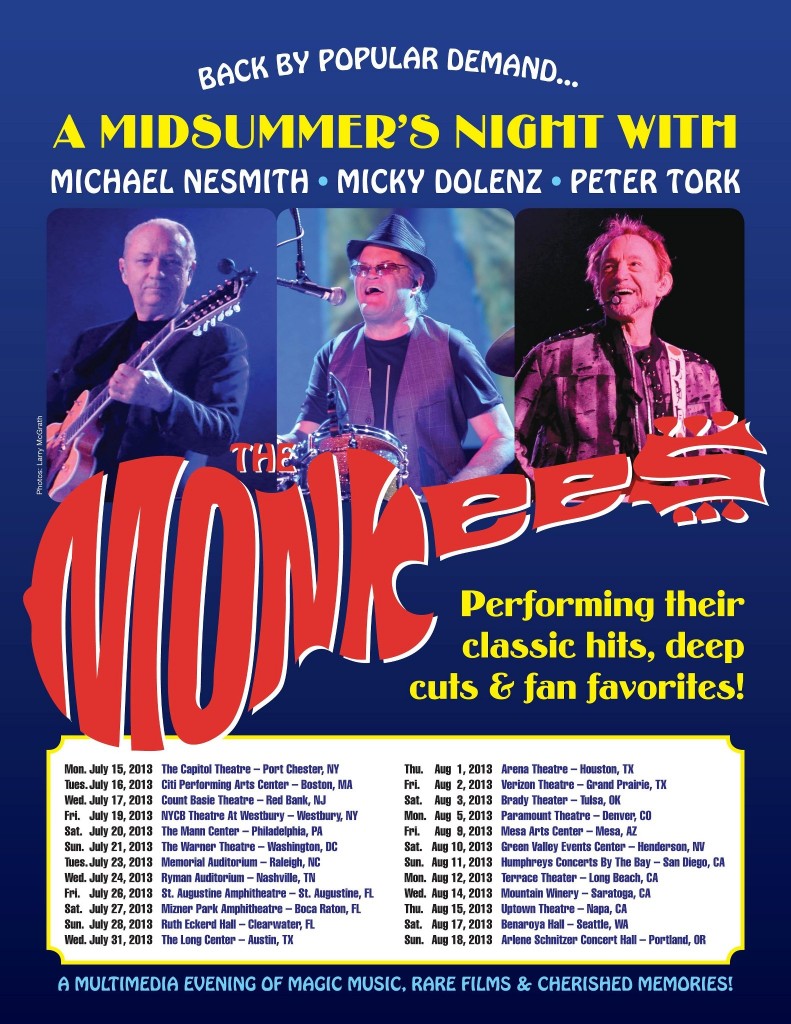 BACK BY POPULAR DEMAND...
A MIDSUMMER'S NIGHT WITH
MICHAEL NESMITH • MICKY DOLENZ • PETER TORK
Photos: Larry McGrath
THE
MONKEES
Performing their
classic hits, deep
cuts & fan favorites!
Mon. July 15, 2013 The Capitol Theatre – Port Chester, NY
Tues. July 16, 2013 Citi Performing Arts Center – Boston, MA
Wed. July 17, 2013 Count Basie Theatre – Red Bank, NJ
Fri. July 19, 2013 NYCB Theatre At Westbury – Westbury, NY
Sat. July 20, 2013 The Mann Center – Philadelphia, PA
Sun. July 21, 2013 The Warner Theatre – Washington, DC
Tues. July 23, 2013 Memorial Auditorium – Raleigh, NC
Wed. July 24, 2013 Ryman Auditorium – Nashville, TN
Fri. July 26, 2013 St. Augustine Amphitheatre – St. Augustine, FL
Sat. July 27, 2013 Mizner Park Amphitheatre – Boca Raton, FL
Sun. July 28, 2013 Ruth Eckerd Hall – Clearwater, FL
Wed. July 31, 2013 The Long Center – Austin, TX
Thu. Aug 1, 2013 Arena Theatre – Houston, TX
Fri. Aug 2, 2013 Verizon Theatre – Grand Prairie, TX
Sat. Aug 3, 2013 Brady Theater – Tulsa, OK
Mon. Aug 5, 2013 Paramount Theatre – Denver, CO
Fri. Aug 9, 2013 Mesa Arts Center – Mesa, AZ
Sat. Aug 10, 2013 Green Valley Events Center – Henderson, NV
Sun. Aug 11, 2013 Humphreys Concerts By The Bay – San Diego, CA
Mon. Aug 12, 2013 Terrace Theater – Long Beach, CA
Wed. Aug 14, 2013 Mountain Winery – Saratoga, CA
Thu. Aug 15, 2013 Uptown Theatre – Napa, CA
Sat. Aug 17, 2013 Benaroya Hall – Seattle, WA
Sun. Aug 18, 2013 Arlene Schnitzer Concert Hall – Portland, OR
A MULTIMEDIA EVENING OF MAGIC MUSIC, RARE FILMS & CHERISHED MEMORIES!